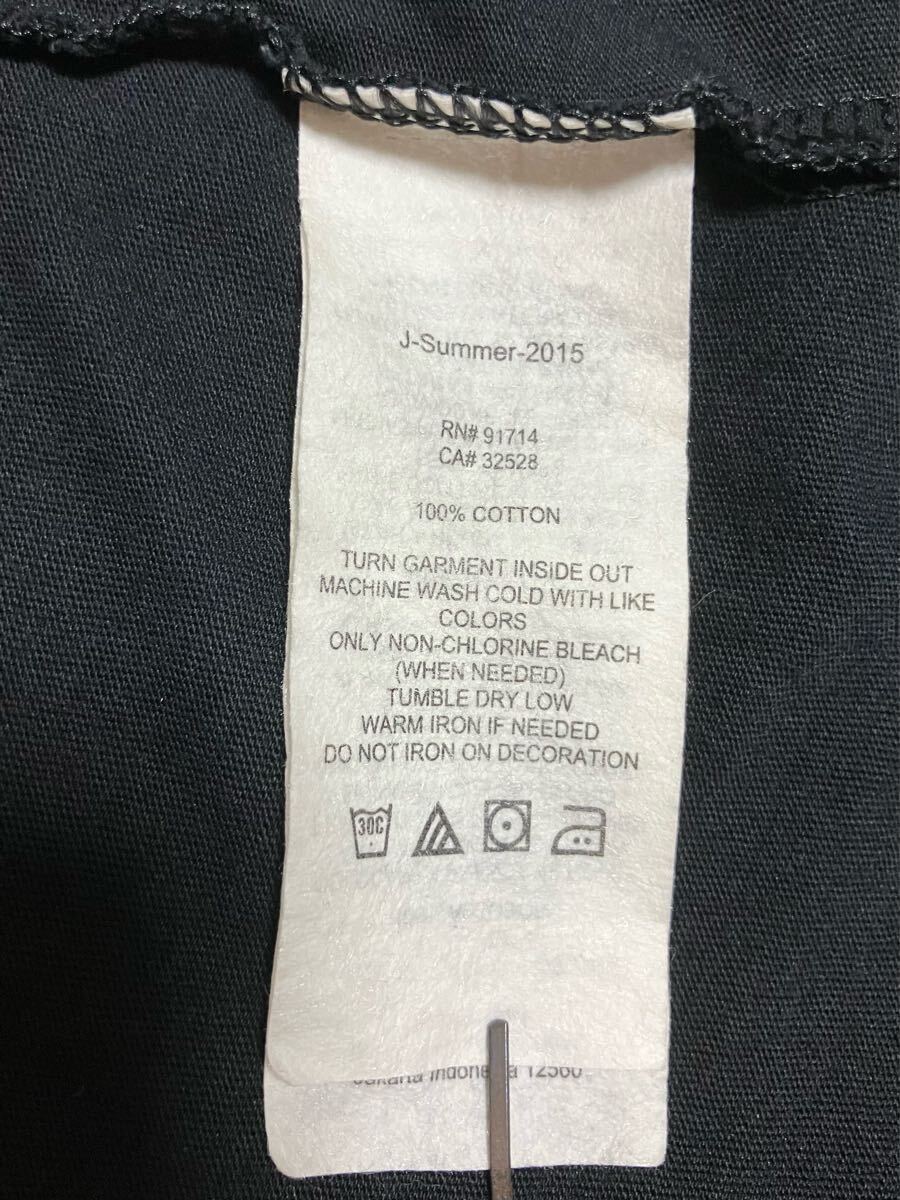 J-Summer-2015
RN# 91714
CA# 32528
100% COTTON
TURN GARMENT INSIDE OUT
MACHINE WASH COLD WITH LIKE
COLORS
ONLY NON-CHLORINE BLEACH
(WHEN NEEDED)
TUMBLE DRY LOW
WARM IRON IF NEEDED
DO NOT IRON ON DECORATION
30C
12560